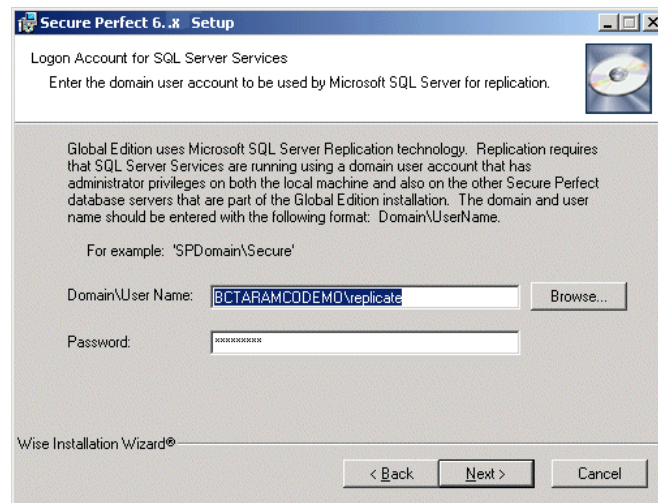 Secure Perfect 6..x Setup
Logon Account for SQL Server Services
Enter the domain user account to be used by Microsoft SQL Server for replication.
Global Edition uses Microsoft SQL Server Replication technology. Replication requires
that SQL Server Services are running using a domain user account that has
administrator privileges on both the local machine and also on the other Secure Perfect
database servers that are part of the Global Edition installation. The domain and user
name should be entered with the following format: Domain\UserName.
For example: 'SPDomain\Secure'
Domain\User Name: BCTARAMCODEMO\replicate Browse...
Password: *********
Wise Installation Wizard®
< Back Next > Cancel